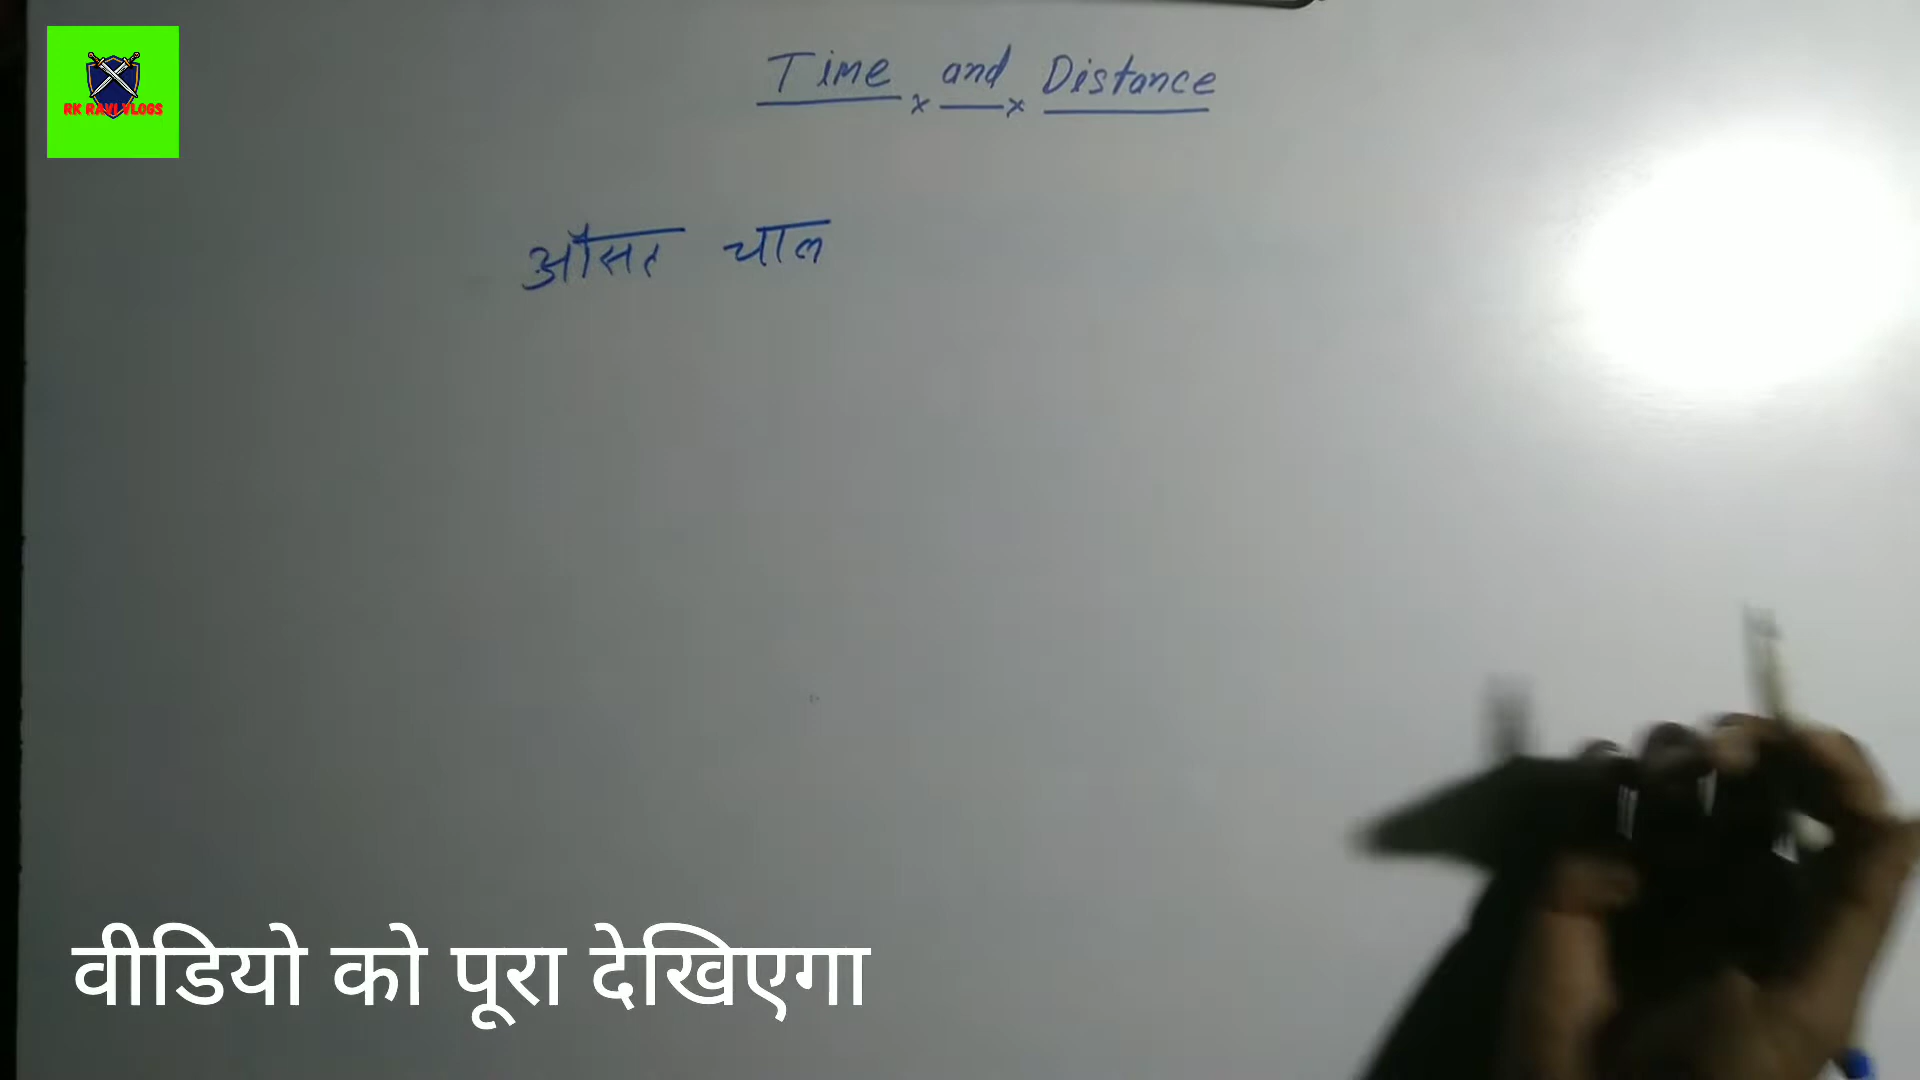 RK RAVI VLOGS
Time and Distance
औसत चाल
वीडियो को पूरा देखिएगा